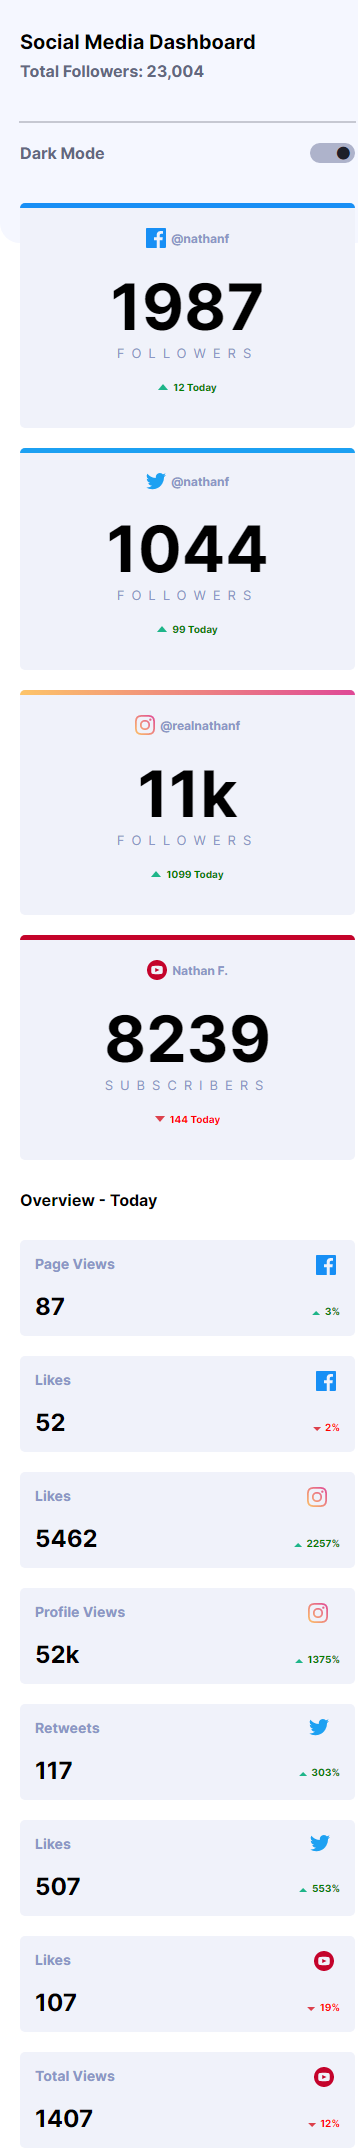 Social Media Dashboard
Total Followers: 23,004
Dark Mode
@nathanf
1987
FOLLOWERS
12 Today
@nathanf
1044
FOLLOWERS
99 Today
@realnathanf
11k
FOLLOWERS
1099 Today
Nathan F.
8239
SUBSCRIBERS
144 Today
Overview - Today
Page Views
87 3%
Likes
52 2%
Likes
5462 2257%
Profile Views
52k 1375%
Retweets
117 303%
Likes
507 553%
Likes
107 19%
Total Views
1407 12%